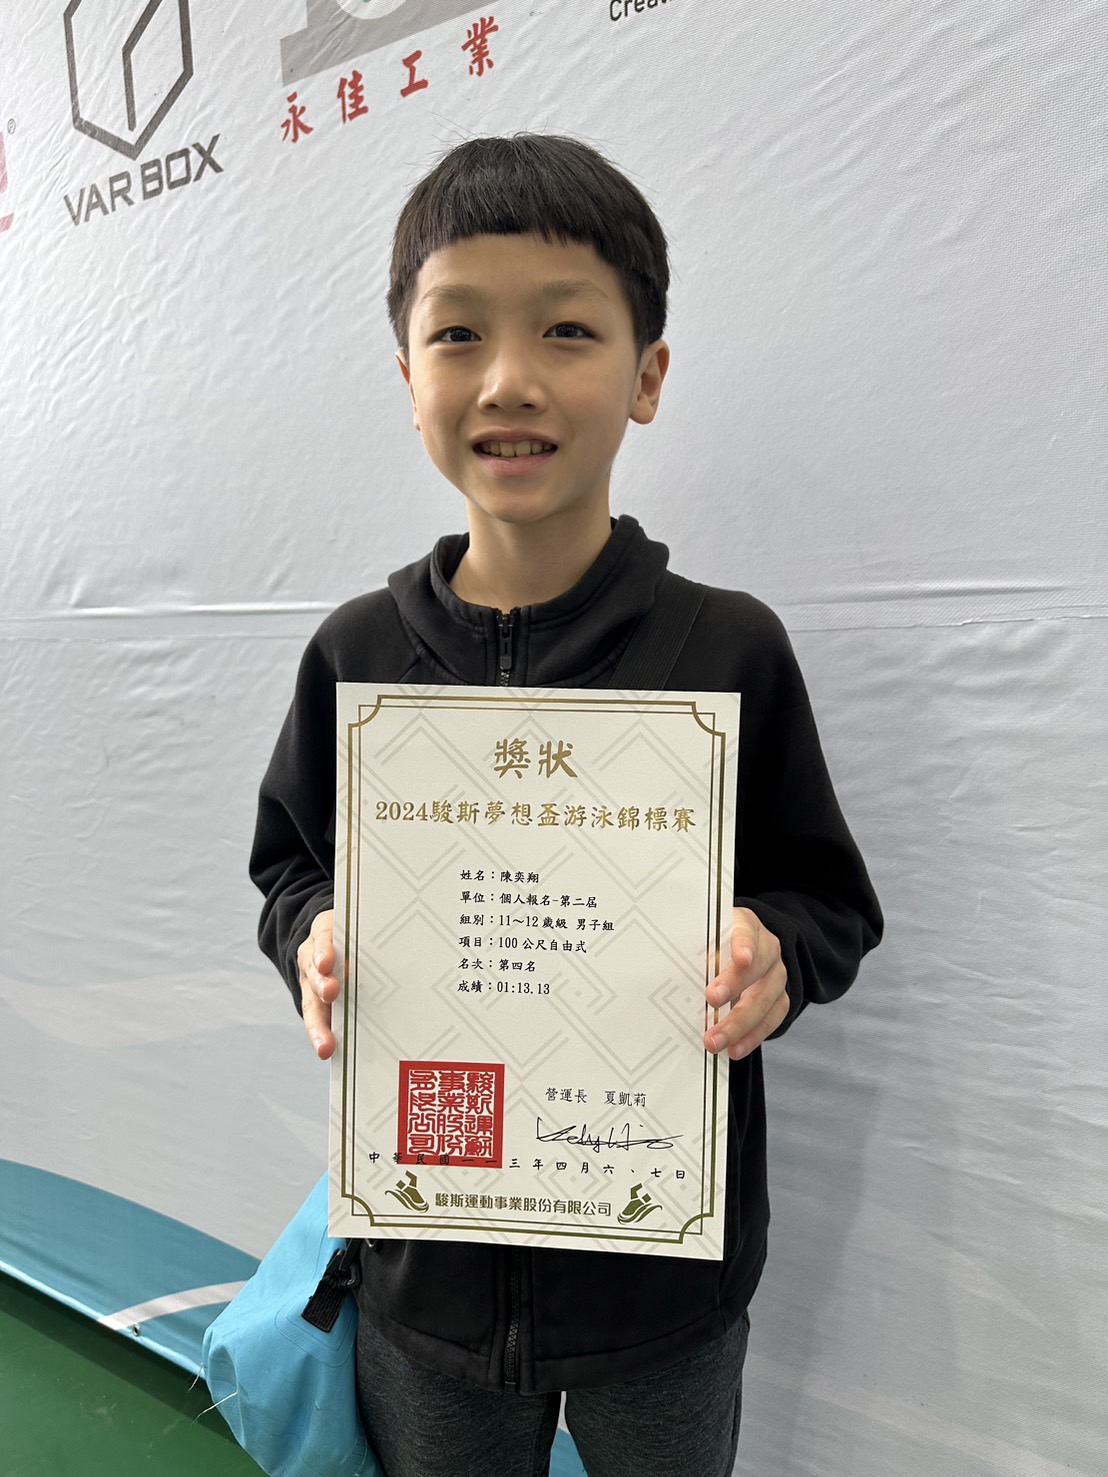 Creati
永佳工業
VAR BOX
®
獎狀
2024駿斯夢想盃游泳錦標賽
姓名：陳奕翔
單位：個人報名-第二屆
組別：11～12歲級 男子組
項目：100公尺自由式
名次：第四名
成績：01:13.13
營運長 夏凱莉
中華民國一一三年四月六、七日
駿斯運動事業股份有限公司